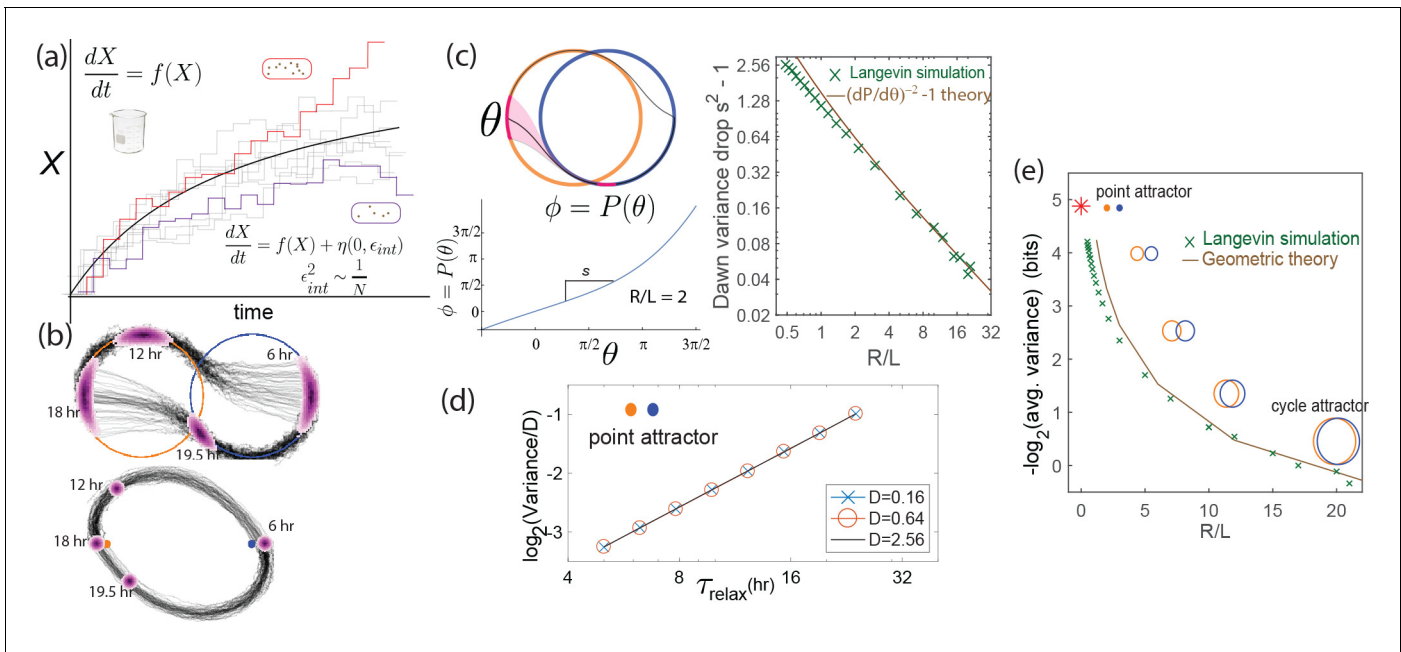 (a)
dX/dt = f(X)
X
dX/dt = f(X) + η(0, ϵ_int)
ϵ²_int ∼ 1/N
time
(b)
12 hr
6 hr
18 hr
19.5 hr
12 hr
6 hr
18 hr
19.5 hr
(c)
θ
ϕ = P(θ)
ϕ = P(θ)
3π/2
π
π/2
0
s
R/L = 2
0 π/2 π 3π/2
θ
Dawn variance drop s² - 1
2.56
1.28
0.64
0.32
0.16
0.08
0.04
0.02
Langevin simulation
(dP/dθ)⁻² -1 theory
0.5 1 2 4 8 16 32
R/L
(d)
log₂(Variance/D)
-1
-2
-3
point attractor
D=0.16
D=0.64
D=2.56
4 8 16 32
τ_relax(hr)
(e)
-log₂(avg. variance) (bits)
5
4
3
2
1
0
point attractor
Langevin simulation
Geometric theory
cycle attractor
0 5 10 15 20
R/L